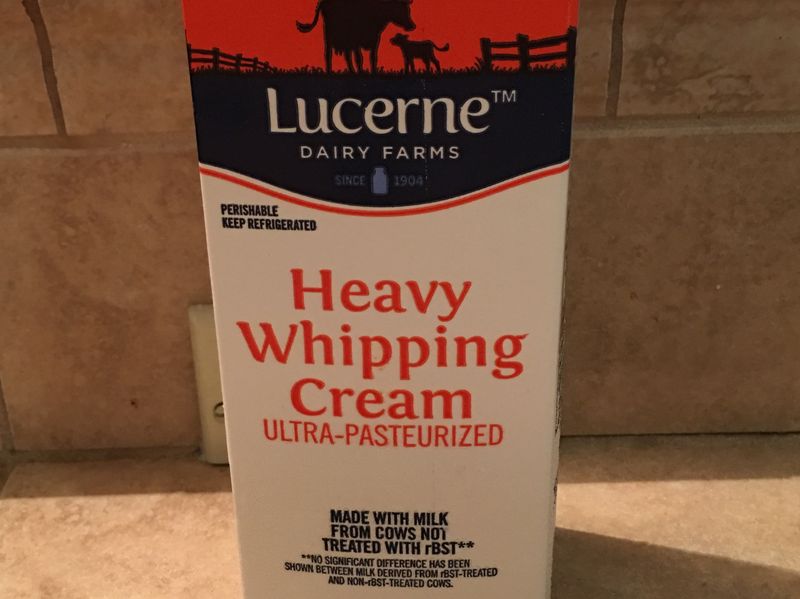 Lucerne™
DAIRY FARMS
SINCE 1904
PERISHABLE
KEEP REFRIGERATED
Heavy
Whipping
Cream
ULTRA-PASTEURIZED
MADE WITH MILK
FROM COWS NOT
TREATED WITH rBST**
**NO SIGNIFICANT DIFFERENCE HAS BEEN
SHOWN BETWEEN MILK DERIVED FROM rBST-TREATED
AND NON-rBST-TREATED COWS.